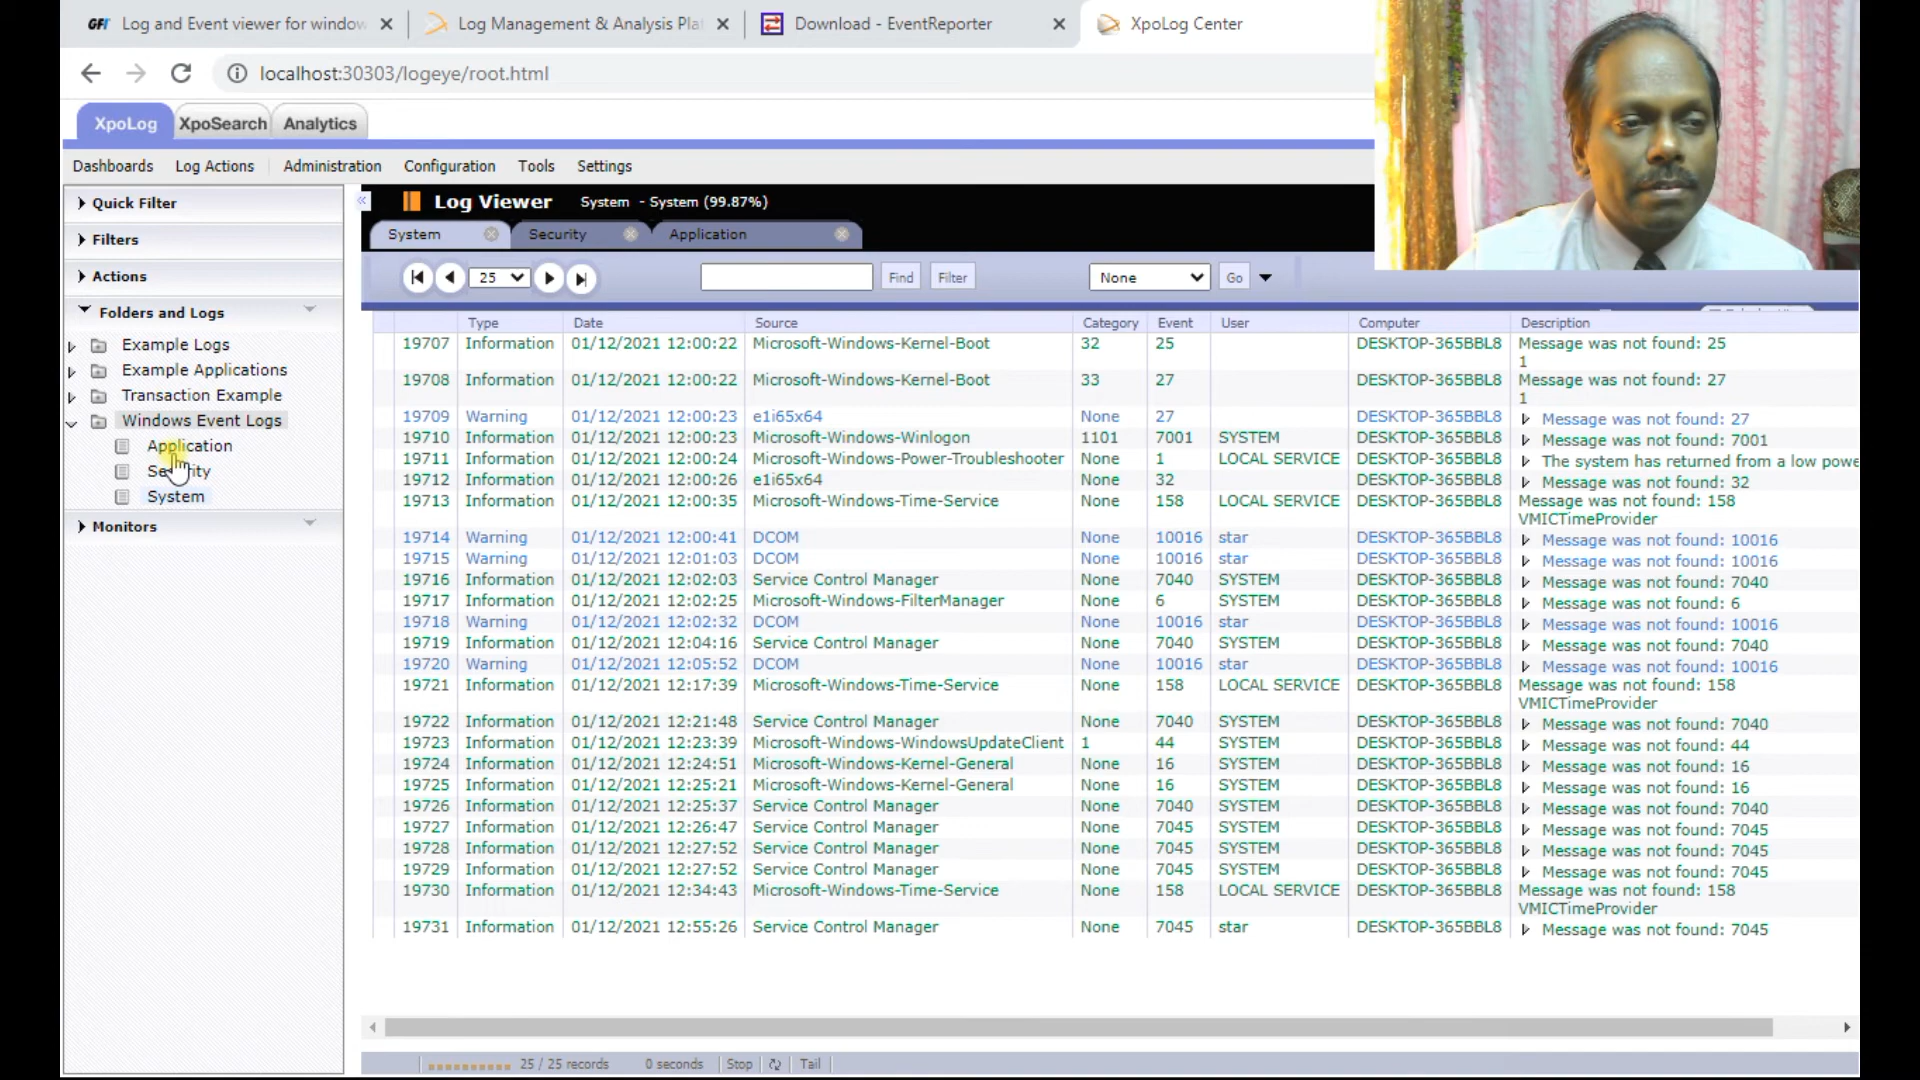 GFI Log and Event viewer for window
Log Management & Analysis Pla
Download - EventReporter
XpoLog Center
localhost:30303/logeye/root.html
XpoLog XpoSearch Analytics
Dashboards Log Actions Administration Configuration Tools Settings
Quick Filter
Filters
Actions
Folders and Logs
Example Logs
Example Applications
Transaction Example
Windows Event Logs
Application
Security
System
Monitors
Log Viewer System - System (99.87%)
System Security Application
25 Find Filter None Go
Type Date Source Category Event User Computer Description
19707 Information 01/12/2021 12:00:22 Microsoft-Windows-Kernel-Boot 32 25 DESKTOP-365BBL8 Message was not found: 25
1
19708 Information 01/12/2021 12:00:22 Microsoft-Windows-Kernel-Boot 33 27 DESKTOP-365BBL8 Message was not found: 27
1
19709 Warning 01/12/2021 12:00:23 e1i65x64 None 27 DESKTOP-365BBL8 Message was not found: 27
19710 Information 01/12/2021 12:00:23 Microsoft-Windows-Winlogon 1101 7001 SYSTEM DESKTOP-365BBL8 Message was not found: 7001
19711 Information 01/12/2021 12:00:24 Microsoft-Windows-Power-Troubleshooter None 1 LOCAL SERVICE DESKTOP-365BBL8 The system has returned from a low powe
19712 Information 01/12/2021 12:00:26 e1i65x64 None 32 DESKTOP-365BBL8 Message was not found: 32
19713 Information 01/12/2021 12:00:35 Microsoft-Windows-Time-Service None 158 LOCAL SERVICE DESKTOP-365BBL8 Message was not found: 158
VMICTimeProvider
19714 Warning 01/12/2021 12:00:41 DCOM None 10016 star DESKTOP-365BBL8 Message was not found: 10016
19715 Warning 01/12/2021 12:01:03 DCOM None 10016 star DESKTOP-365BBL8 Message was not found: 10016
19716 Information 01/12/2021 12:02:03 Service Control Manager None 7040 SYSTEM DESKTOP-365BBL8 Message was not found: 7040
19717 Information 01/12/2021 12:02:25 Microsoft-Windows-FilterManager None 6 SYSTEM DESKTOP-365BBL8 Message was not found: 6
19718 Warning 01/12/2021 12:02:32 DCOM None 10016 star DESKTOP-365BBL8 Message was not found: 10016
19719 Information 01/12/2021 12:04:16 Service Control Manager None 7040 SYSTEM DESKTOP-365BBL8 Message was not found: 7040
19720 Warning 01/12/2021 12:05:52 DCOM None 10016 star DESKTOP-365BBL8 Message was not found: 10016
19721 Information 01/12/2021 12:17:39 Microsoft-Windows-Time-Service None 158 LOCAL SERVICE DESKTOP-365BBL8 Message was not found: 158
VMICTimeProvider
19722 Information 01/12/2021 12:21:48 Service Control Manager None 7040 SYSTEM DESKTOP-365BBL8 Message was not found: 7040
19723 Information 01/12/2021 12:23:39 Microsoft-Windows-WindowsUpdateClient 1 44 SYSTEM DESKTOP-365BBL8 Message was not found: 44
19724 Information 01/12/2021 12:24:51 Microsoft-Windows-Kernel-General None 16 SYSTEM DESKTOP-365BBL8 Message was not found: 16
19725 Information 01/12/2021 12:25:21 Microsoft-Windows-Kernel-General None 16 SYSTEM DESKTOP-365BBL8 Message was not found: 16
19726 Information 01/12/2021 12:25:37 Service Control Manager None 7040 SYSTEM DESKTOP-365BBL8 Message was not found: 7040
19727 Information 01/12/2021 12:26:47 Service Control Manager None 7045 SYSTEM DESKTOP-365BBL8 Message was not found: 7045
19728 Information 01/12/2021 12:27:52 Service Control Manager None 7045 SYSTEM DESKTOP-365BBL8 Message was not found: 7045
19729 Information 01/12/2021 12:27:52 Service Control Manager None 7045 SYSTEM DESKTOP-365BBL8 Message was not found: 7045
19730 Information 01/12/2021 12:34:43 Microsoft-Windows-Time-Service None 158 LOCAL SERVICE DESKTOP-365BBL8 Message was not found: 158
VMICTimeProvider
19731 Information 01/12/2021 12:55:26 Service Control Manager None 7045 star DESKTOP-365BBL8 Message was not found: 7045
25 / 25 records 0 seconds Stop Tail